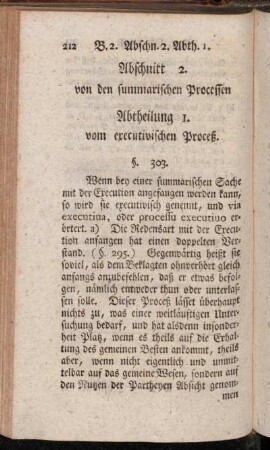 212 B. 2. Abschn. 2. Abth. 1.
Abschnitt 2.
von den summarischen Processen
Abtheilung 1.
vom executivischen Proceß.
§. 303.
Wenn bey einer summarischen Sache
mit der Execution angefangen werden kann,
so wird sie executivisch genennt, und via
executiua, oder processu executiuo er-
örtert. a) Die Redensart mit der Execu-
tion anfangen hat einen doppelten Ver-
stand. (§. 295.) Gegenwärtig heißt sie
soviel, als dem Beklagten ohnverhört gleich
anfangs anzubefehlen, daß er etwas befol-
gen, nämlich entweder thun oder unterlas-
sen solle. Dieser Proceß lässet überhaupt
nichts zu, was einer weitläuftigen Unter-
suchung bedarf, und hat alsdenn insonder-
heit Platz, wenn es theils auf die Erhal-
tung des gemeinen Besten ankommt, theils
aber, wenn nicht eigentlich und unmit-
telbar auf das gemeine Wesen, sondern auf
den Nutzen der Partheyen Absicht genom-
men